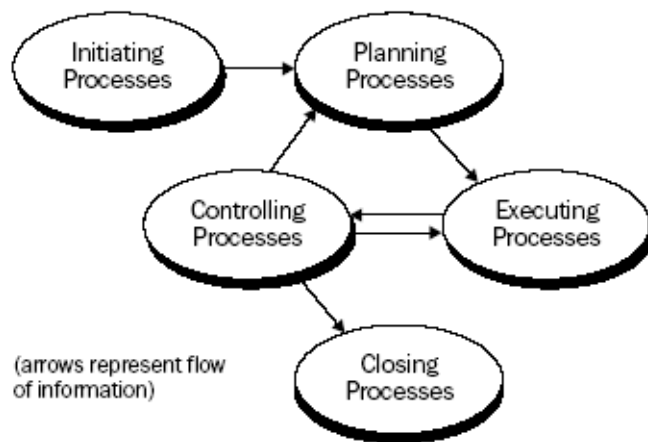 Initiating
Processes
Planning
Processes
Controlling
Processes
Executing
Processes
(arrows represent flow
of information)
Closing
Processes